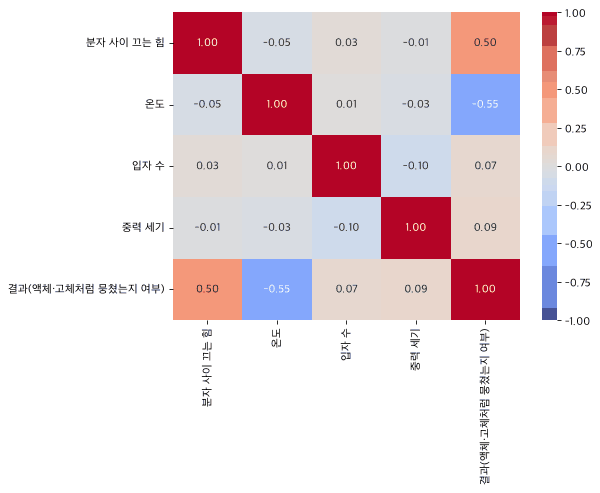 분자 사이 끄는 힘
온도
입자 수
중력 세기
결과(액체·고체처럼 뭉쳤는지 여부)
1.00 -0.05 0.03 -0.01 0.50
-0.05 1.00 0.01 -0.03 -0.55
0.03 0.01 1.00 -0.10 0.07
-0.01 -0.03 -0.10 1.00 0.09
0.50 -0.55 0.07 0.09 1.00
분자 사이 끄는 힘
온도
입자 수
중력 세기
결과(액체·고체처럼 뭉쳤는지 여부)
1.00
0.75
0.50
0.25
0.00
-0.25
-0.50
-0.75
-1.00